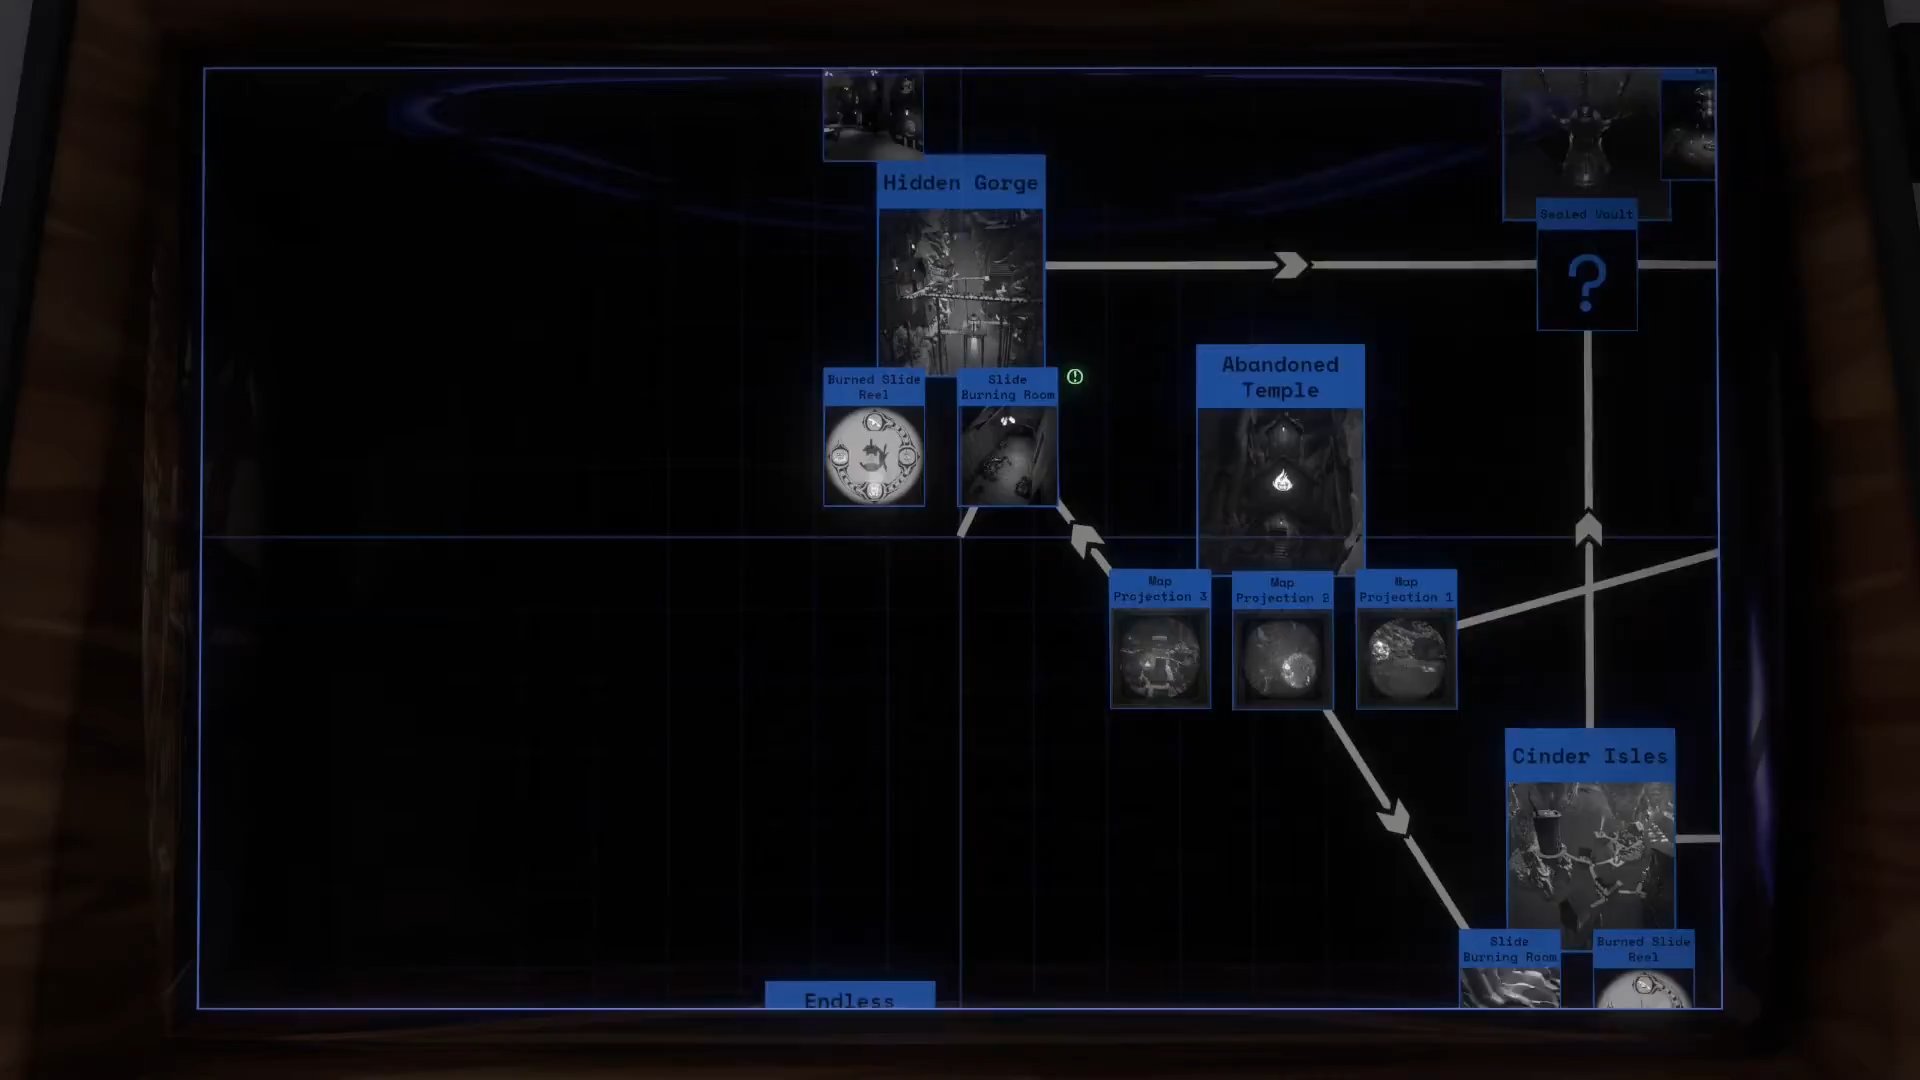 Hidden Gorge
Sealed Vault
?
Burned Slide
Reel
Slide
Burning Room
Abandoned
Temple
Map
Projection 3
Map
Projection 2
Map
Projection 1
Cinder Isles
Slide
Burning Room
Burned Slide
Reel
Endless